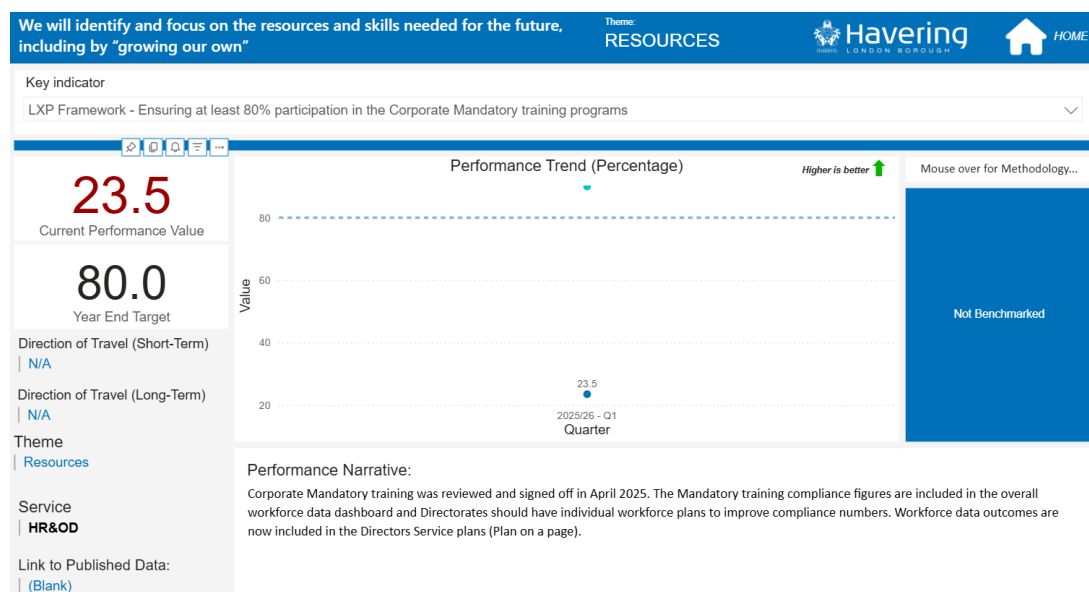 We will identify and focus on the resources and skills needed for the future,
including by “growing our own”
Theme:
RESOURCES
Havering
LONDON BOROUGH
HOME
Key indicator
LXP Framework - Ensuring at least 80% participation in the Corporate Mandatory training programs
23.5
Current Performance Value
80.0
Year End Target
Direction of Travel (Short-Term)
N/A
Direction of Travel (Long-Term)
N/A
Theme
Resources
Service
HR&OD
Link to Published Data:
(Blank)
Performance Trend (Percentage)
Higher is better
Value
80
60
40
20
23.5
2025/26 - Q1
Quarter
Mouse over for Methodology...
Not Benchmarked
Performance Narrative:
Corporate Mandatory training was reviewed and signed off in April 2025. The Mandatory training compliance figures are included in the overall
workforce data dashboard and Directorates should have individual workforce plans to improve compliance numbers. Workforce data outcomes are
now included in the Directors Service plans (Plan on a page).